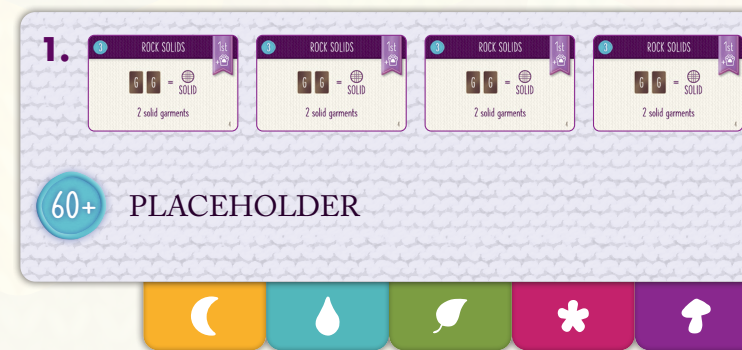 1.
3 ROCK SOLIDS 1st
G G = SOLID
2 solid garments
3 ROCK SOLIDS 1st
G G = SOLID
2 solid garments
3 ROCK SOLIDS 1st
G G = SOLID
2 solid garments
3 ROCK SOLIDS 1st
G G = SOLID
2 solid garments
60+ PLACEHOLDER